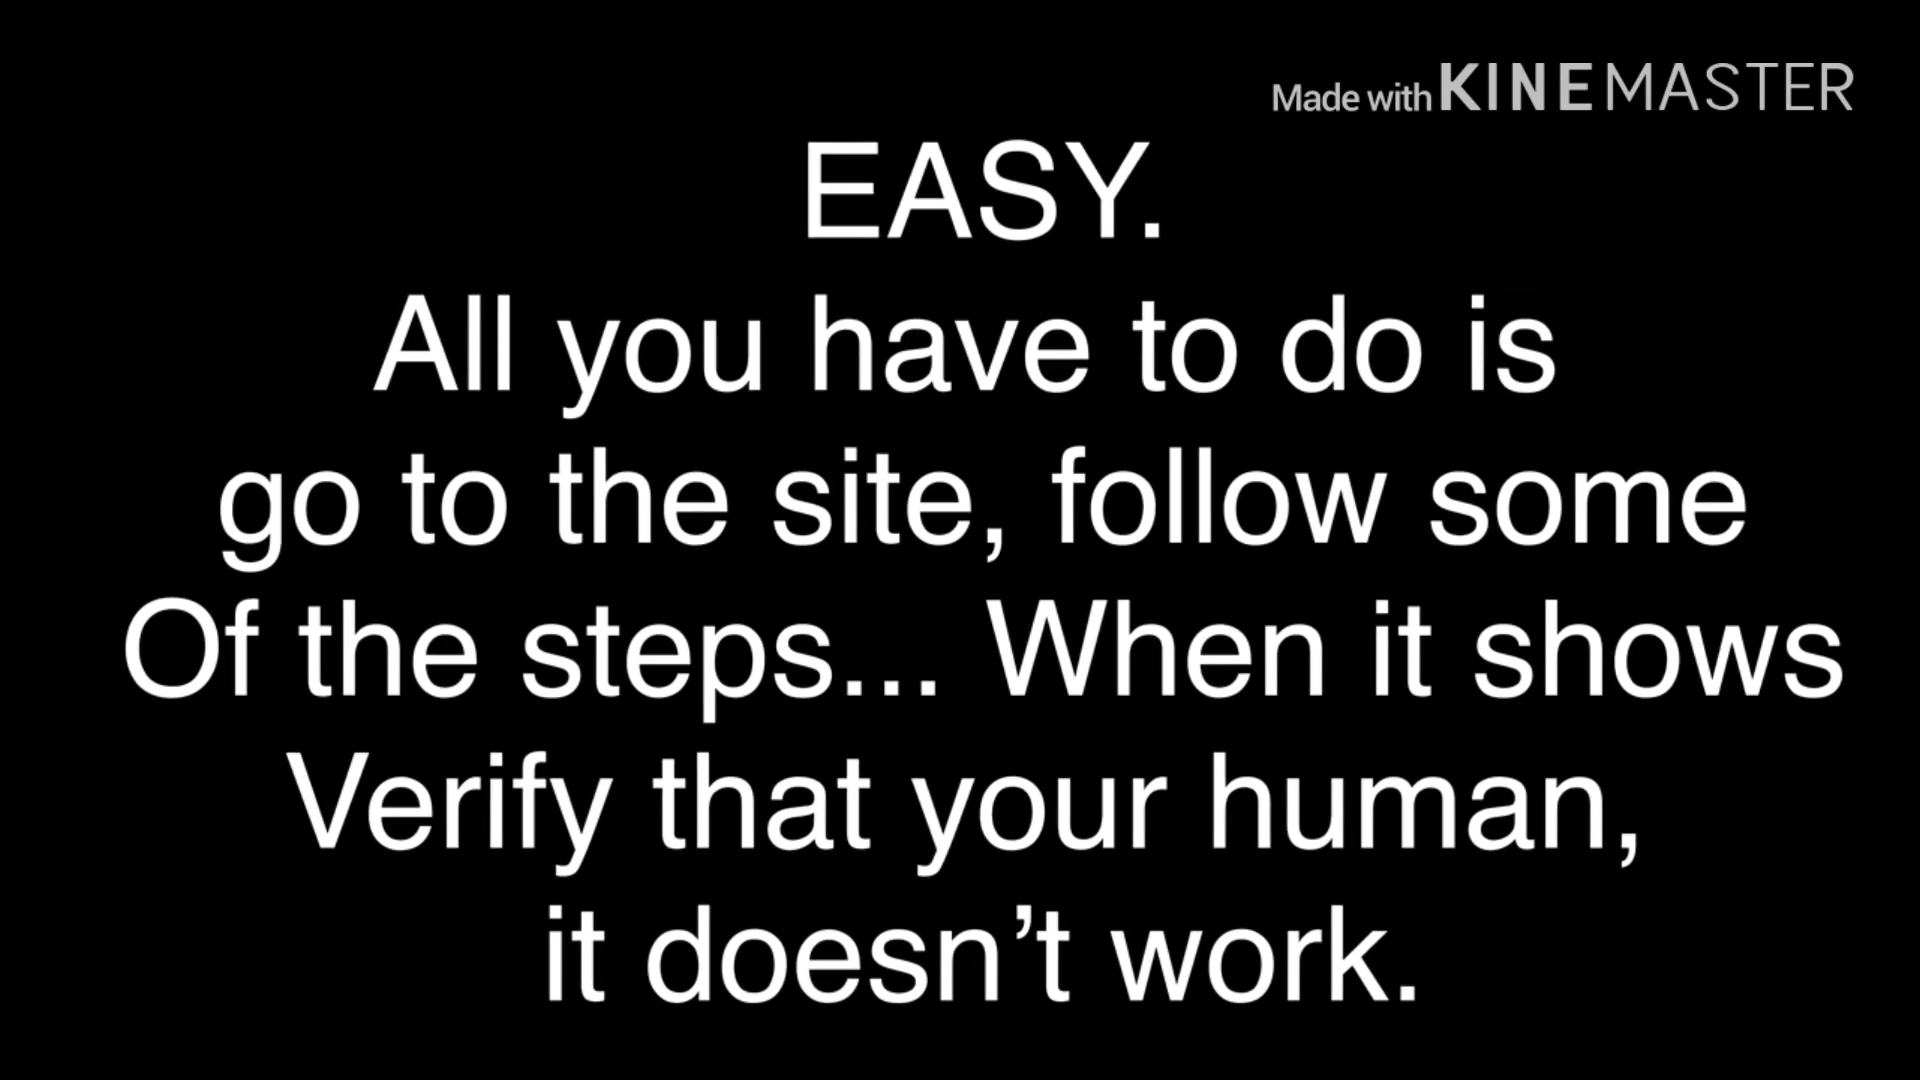 Made with KINEMASTER
EASY.
All you have to do is
go to the site, follow some
Of the steps... When it shows
Verify that your human,
it doesn’t work.